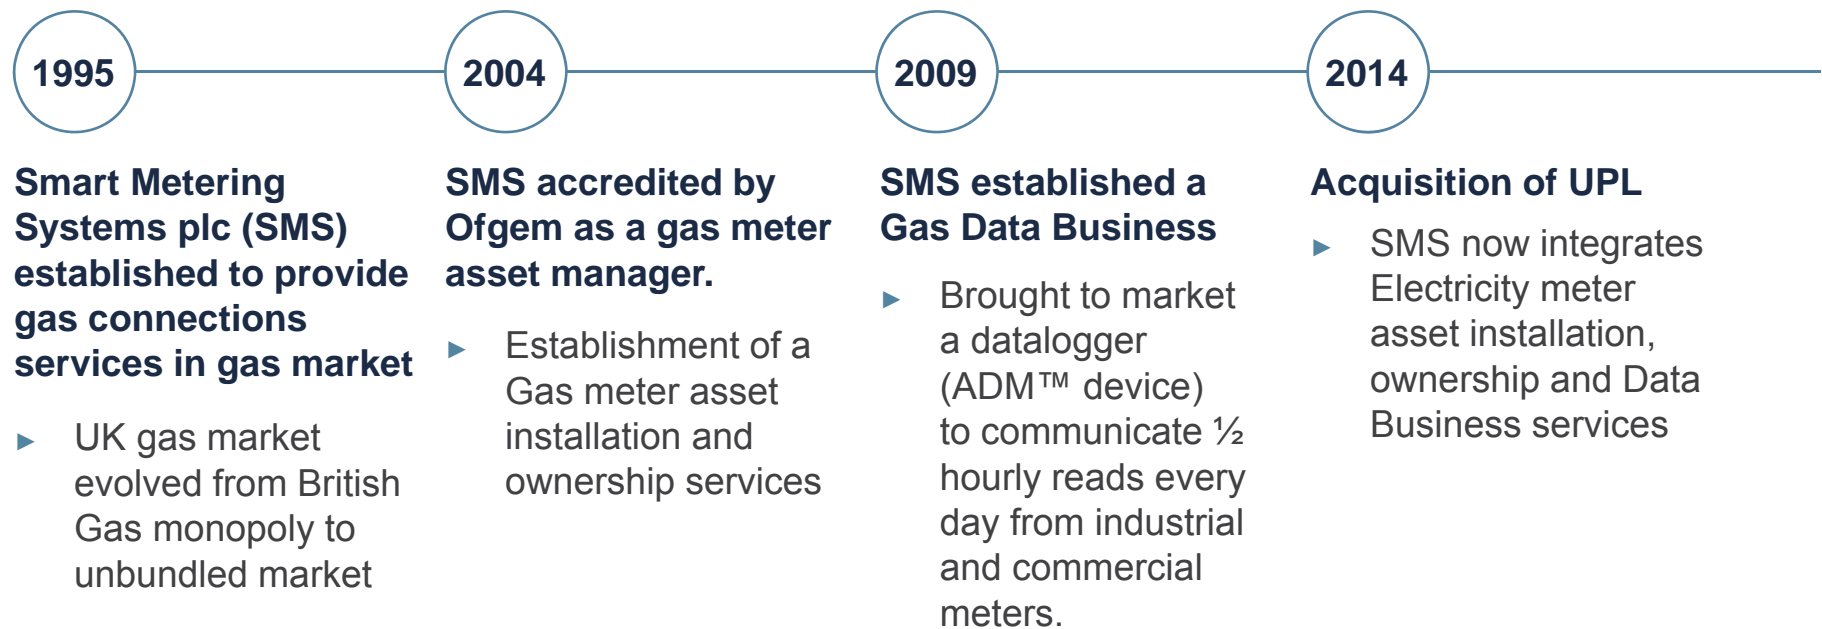 1995
2004
2009
2014
Smart Metering
Systems plc (SMS)
established to provide
gas connections
services in gas market
► UK gas market
evolved from British
Gas monopoly to
unbundled market
SMS accredited by
Ofgem as a gas meter
asset manager.
► Establishment of a
Gas meter asset
installation and
ownership services
SMS established a
Gas Data Business
► Brought to market
a datalogger
(ADM™ device)
to communicate ½
hourly reads every
day from industrial
and commercial
meters.
Acquisition of UPL
► SMS now integrates
Electricity meter
asset installation,
ownership and Data
Business services